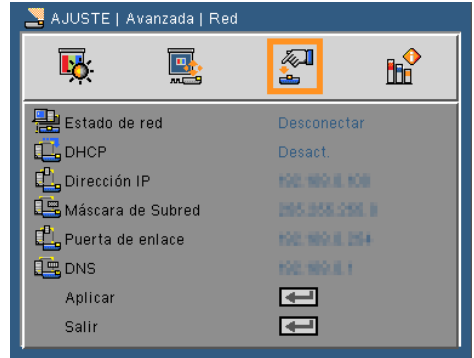 AJUSTE | Avanzada | Red
Estado de red Desconectar
DHCP Desact.
Dirección IP
Máscara de Subred
Puerta de enlace
DNS
Aplicar
Salir